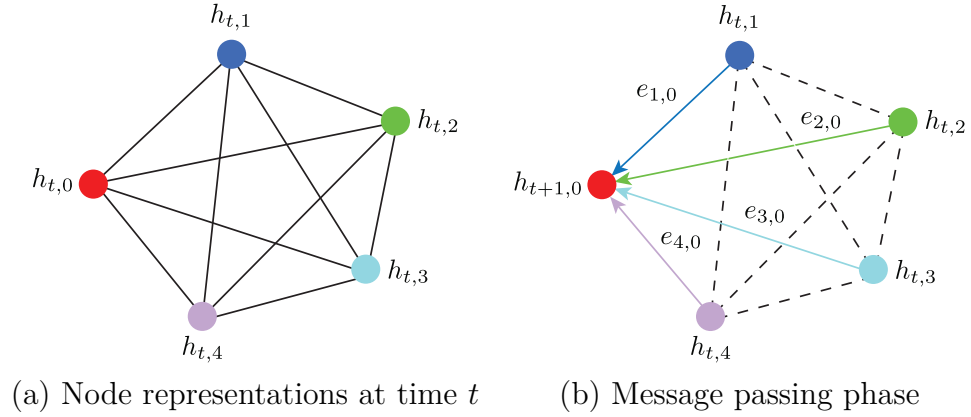 h_{t,1}
h_{t,2}
h_{t,0}
h_{t,3}
h_{t,4}
(a) Node representations at time t
h_{t,1}
e_{1,0}
e_{2,0}
h_{t,2}
h_{t+1,0}
e_{3,0}
e_{4,0}
h_{t,3}
h_{t,4}
(b) Message passing phase